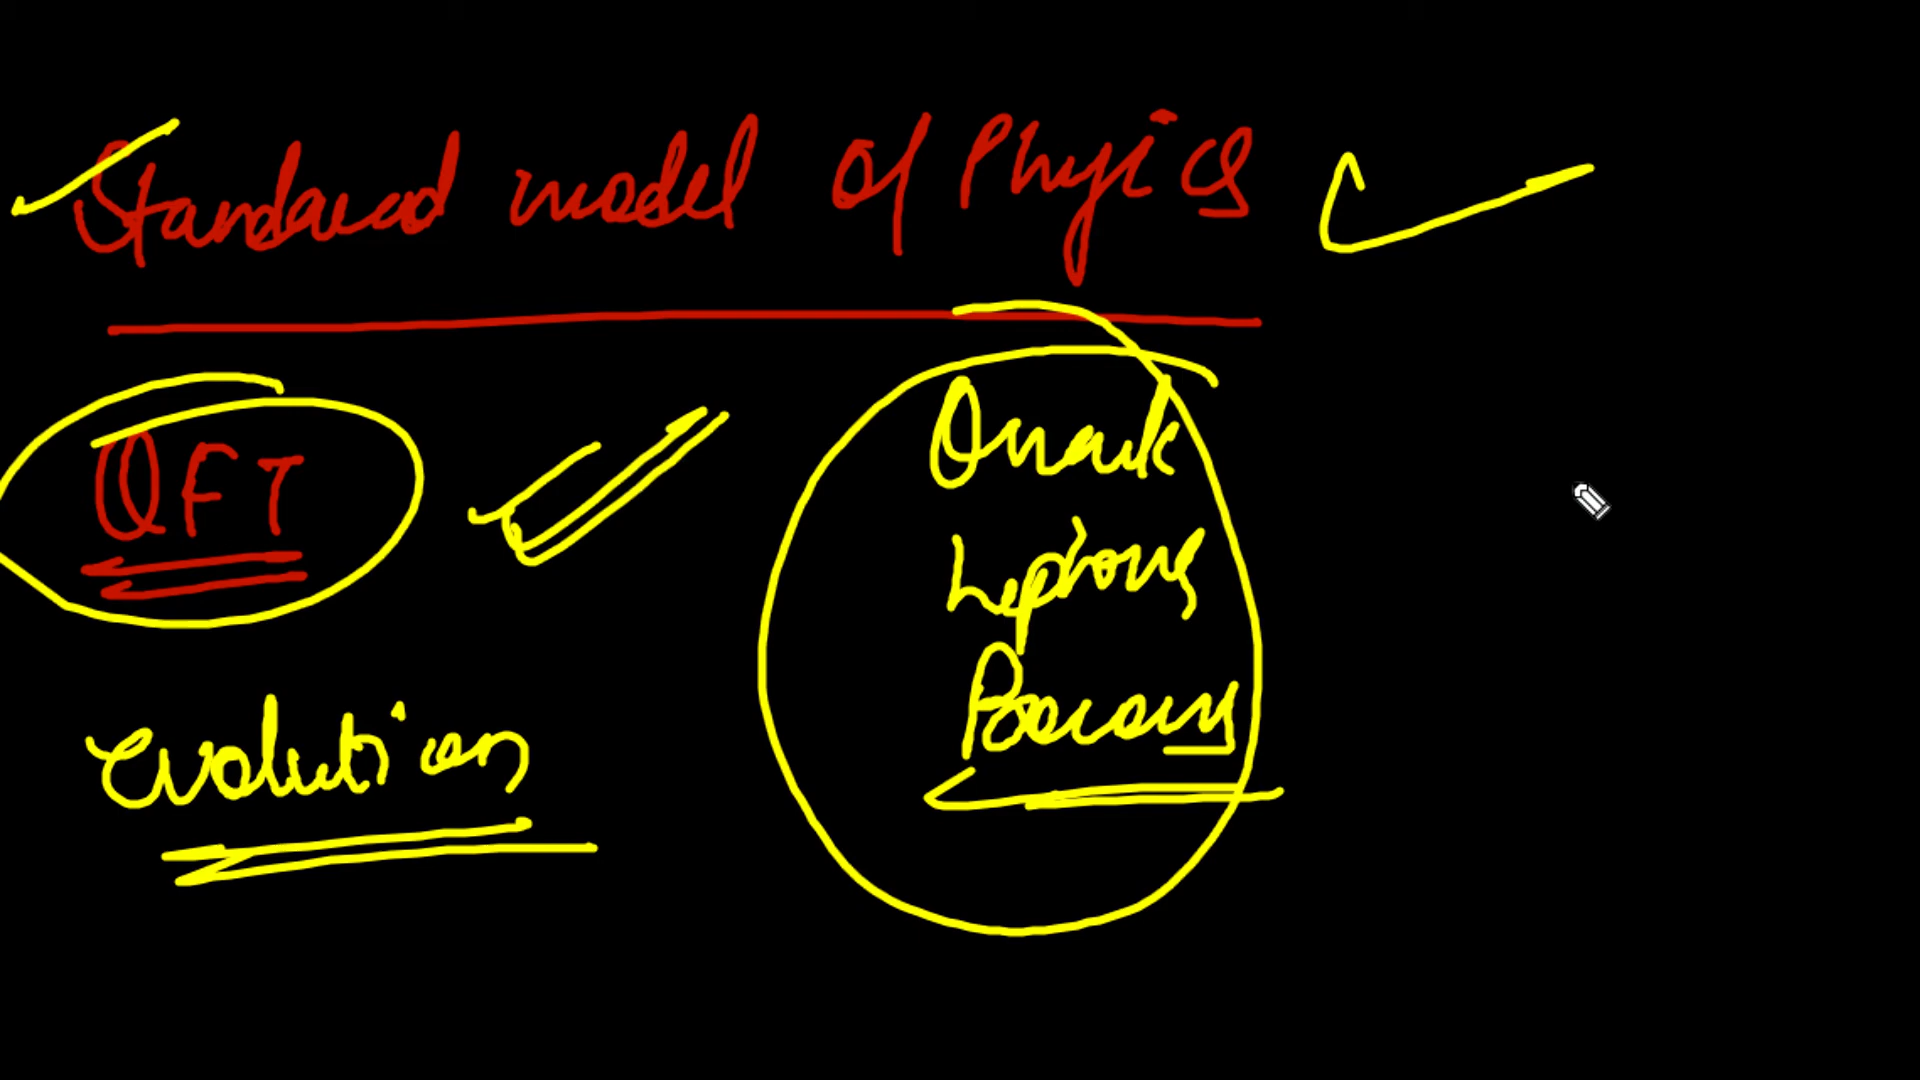 Standard model of Physics
QFT
Quark
Leptons
Bosons
evolution